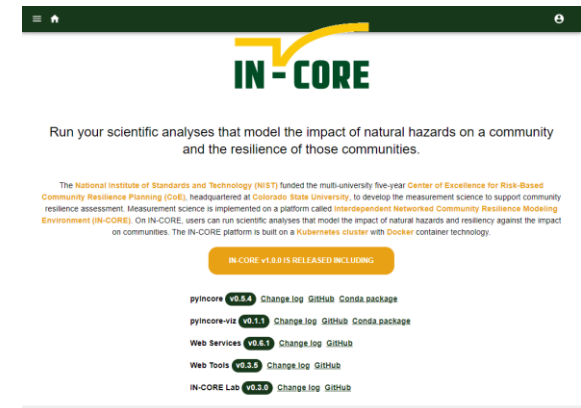 IN-CORE
Run your scientific analyses that model the impact of natural hazards on a community
and the resilience of those communities.
The National Institute of Standards and Technology (NIST) funded the multi-university five-year Center of Excellence for Risk-Based
Community Resilience Planning (CoE), headquartered at Colorado State University, to develop the measurement science to support community
resilience assessment. Measurement science is implemented on a platform called Interdependent Networked Community Resilience Modeling
Environment (IN-CORE). On IN-CORE, users can run scientific analyses that model the impact of natural hazards and resiliency against the impact
on communities. The IN-CORE platform is built on a Kubernetes cluster with Docker container technology.
IN-CORE v1.0.0 IS RELEASED INCLUDING
pyincore v0.5.4 Change log GitHub Conda package
pyincore-viz v0.1.1 Change log GitHub Conda package
Web Services v0.6.1 Change log GitHub
Web Tools v0.3.5 Change log GitHub
IN-CORE Lab v0.3.0 Change log GitHub